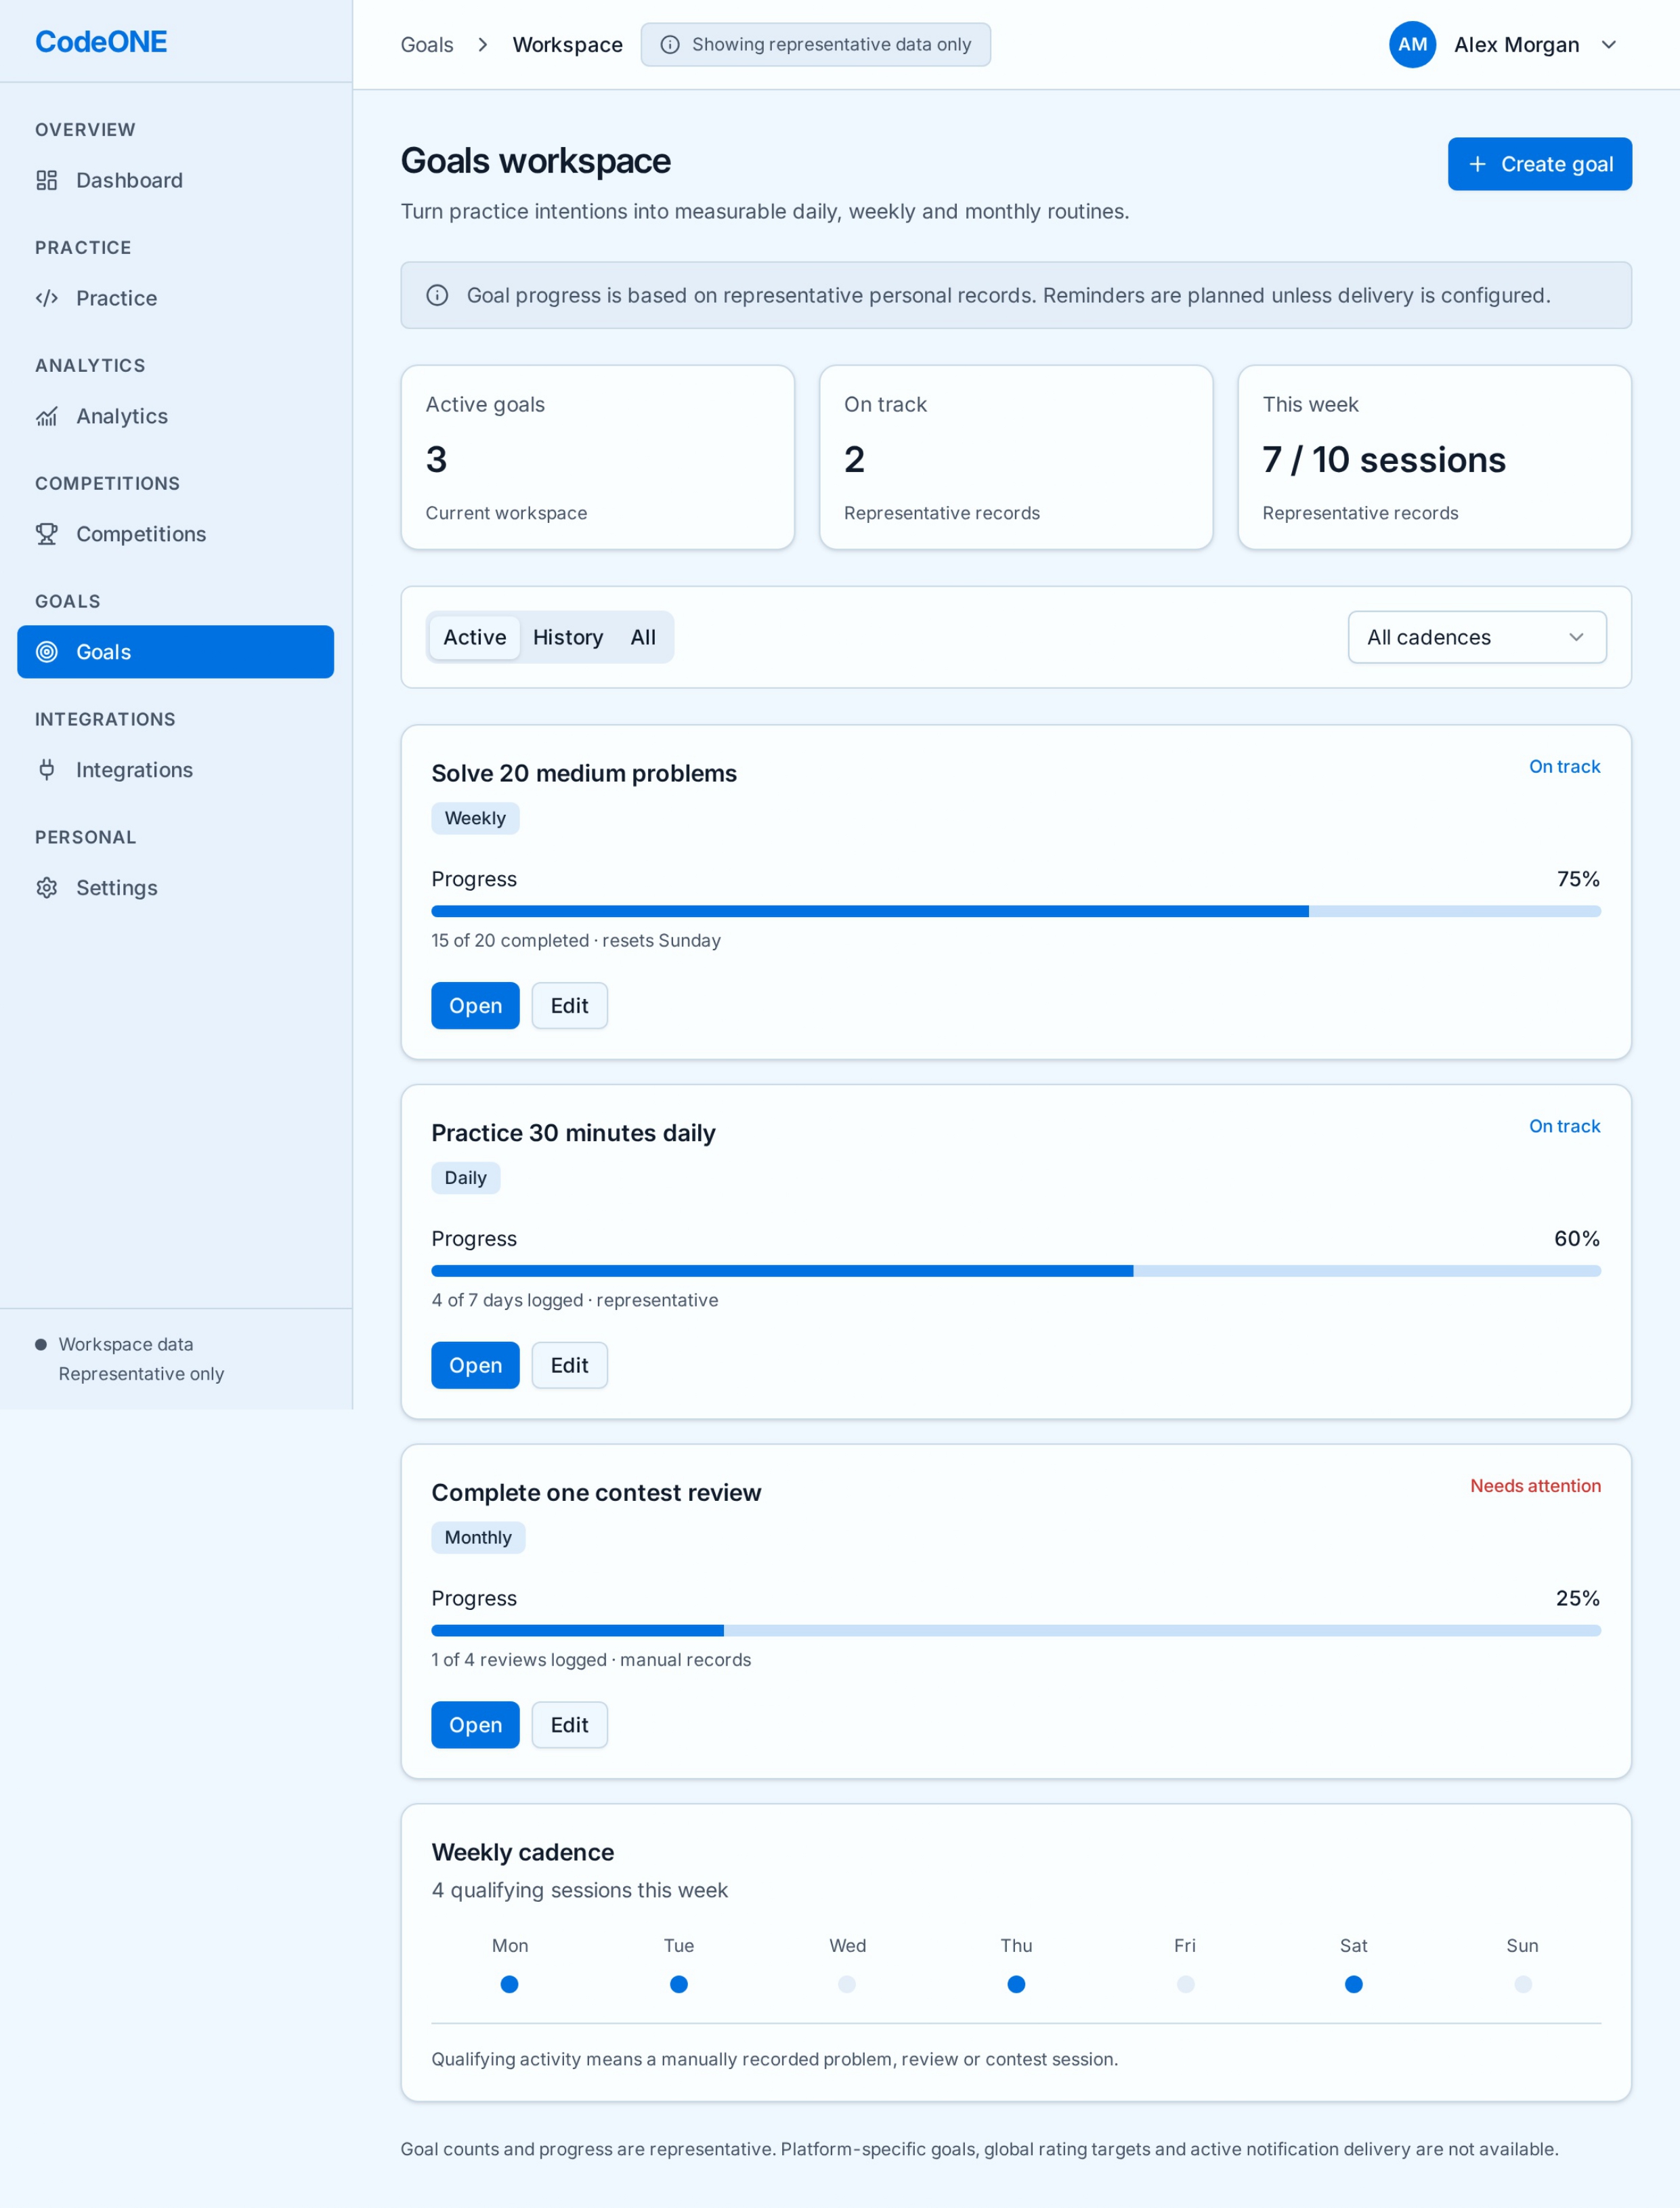 CodeONE
OVERVIEW
Dashboard
PRACTICE
Practice
ANALYTICS
Analytics
COMPETITIONS
Competitions
GOALS
Goals
INTEGRATIONS
Integrations
PERSONAL
Settings
Workspace data
Representative only
Goals
Workspace
Showing representative data only
AM
Alex Morgan
Goals workspace
Create goal
Turn practice intentions into measurable daily, weekly and monthly routines.
Goal progress is based on representative personal records. Reminders are planned unless delivery is configured.
Active goals
3
Current workspace
On track
2
Representative records
This week
7 / 10 sessions
Representative records
Active
History
All
All cadences
Solve 20 medium problems
On track
Weekly
Progress
75%
15 of 20 completed · resets Sunday
Open
Edit
Practice 30 minutes daily
On track
Daily
Progress
60%
4 of 7 days logged · representative
Open
Edit
Complete one contest review
Needs attention
Monthly
Progress
25%
1 of 4 reviews logged · manual records
Open
Edit
Weekly cadence
4 qualifying sessions this week
Mon
Tue
Wed
Thu
Fri
Sat
Sun
Qualifying activity means a manually recorded problem, review or contest session.
Goal counts and progress are representative. Platform-specific goals, global rating targets and active notification delivery are not available.